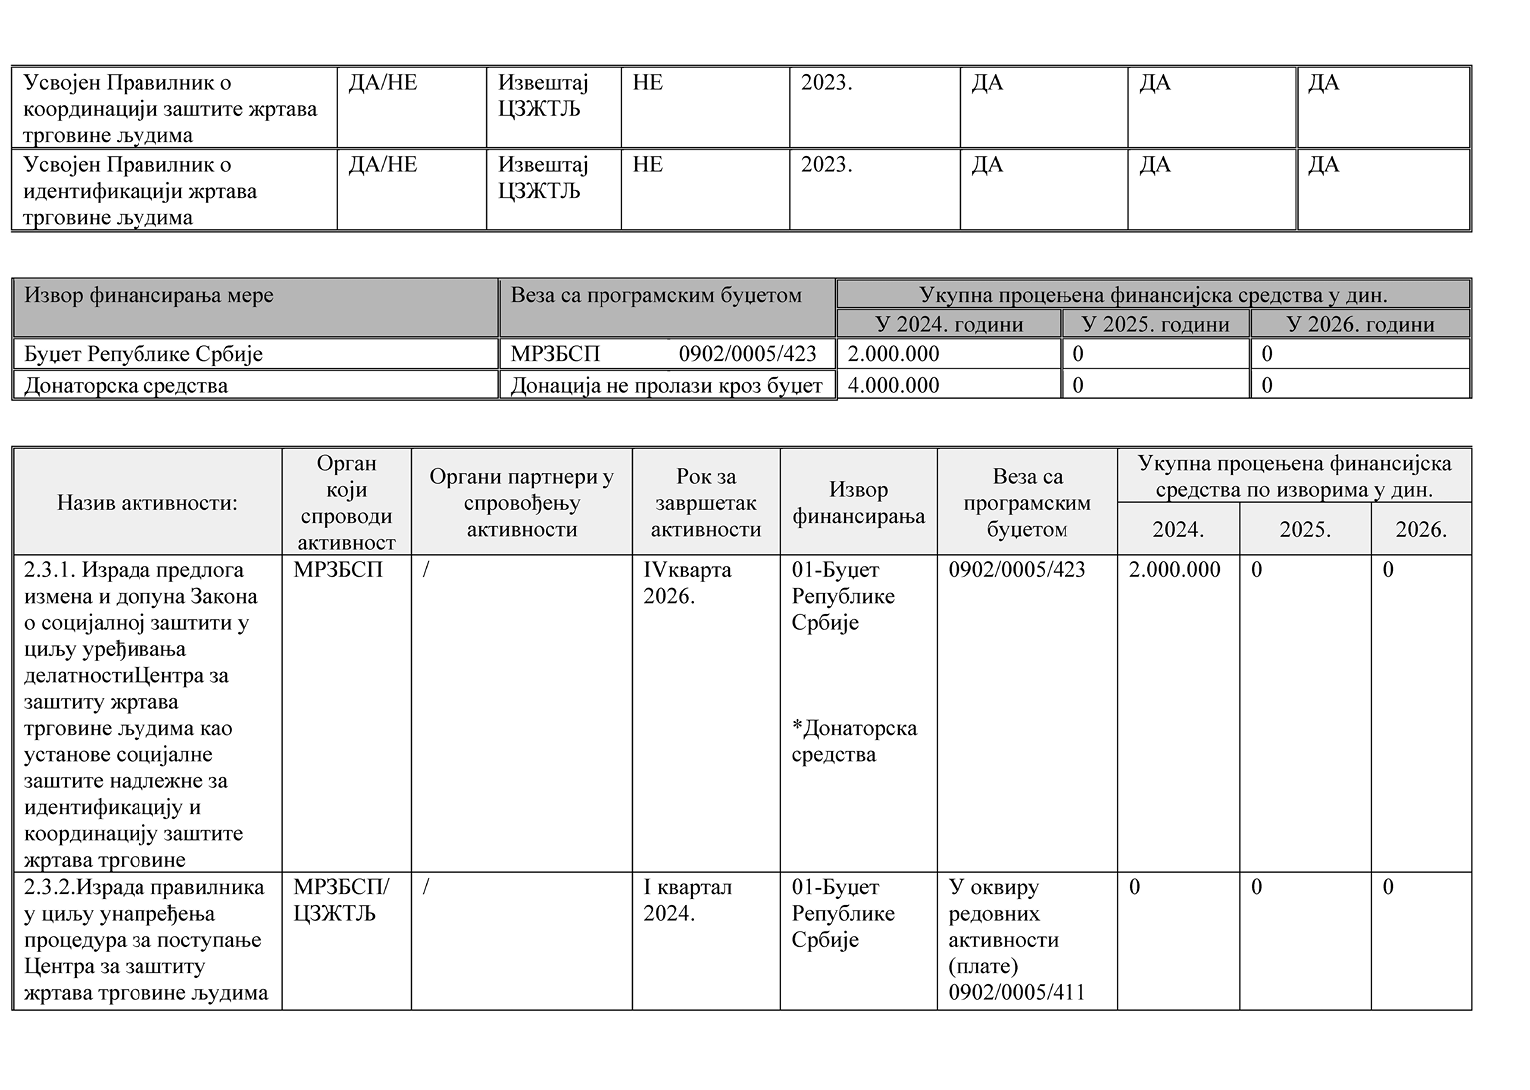 Усвојен Правилник о
координацији заштите жртава
трговине људима
ДА/НЕ
Извештај
ЦЗЖТЉ
НЕ
2023.
ДА
ДА
ДА
Усвојен Правилник о
идентификацији жртава
трговине људима
ДА/НЕ
Извештај
ЦЗЖТЉ
НЕ
2023.
ДА
ДА
ДА
Извор финансирања мере
Веза са програмским буџетом
Укупна процењена финансијска средства у дин.
У 2024. години
У 2025. години
У 2026. години
Буџет Републике Србије
МРЗБСП 0902/0005/423
2.000.000
0
0
Донаторска средства
Донација не пролази кроз буџет
4.000.000
0
0
Назив активности:
Орган
који
спроводи
активност
Органи партнери у
спровођењу
активности
Рок за
завршетак
активности
Извор
финансирања
Веза са
програмским
буџетом
Укупна процењена финансијска
средства по изворима у дин.
2024.
2025.
2026.
2.3.1. Израда предлога
измена и допуна Закона
о социјалној заштити у
циљу уређивања
делатностиЦентра за
заштиту жртава
трговине људима као
установе социјалне
заштите надлежне за
идентификацију и
координацију заштите
жртава трговине
МРЗБСП
/
IVкварта
2026.
01-Буџет
Републике
Србије
*Донаторска
средства
0902/0005/423
2.000.000
0
0
2.3.2.Израда правилника
у циљу унапређења
процедура за поступање
Центра за заштиту
жртава трговине људима
МРЗБСП/
ЦЗЖТЉ
/
I квартал
2024.
01-Буџет
Републике
Србије
У оквиру
редовних
активности
(плате)
0902/0005/411
0
0
0